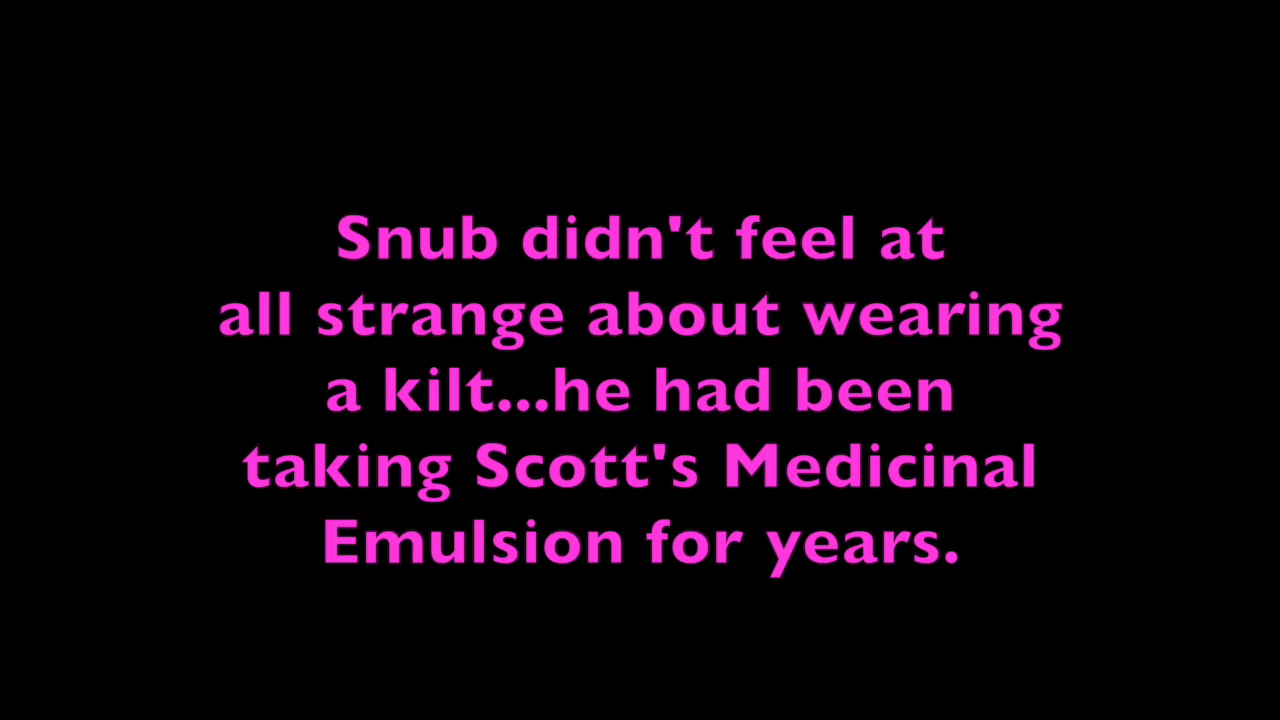 Snub didn't feel at
all strange about wearing
a kilt...he had been
taking Scott's Medicinal
Emulsion for years.